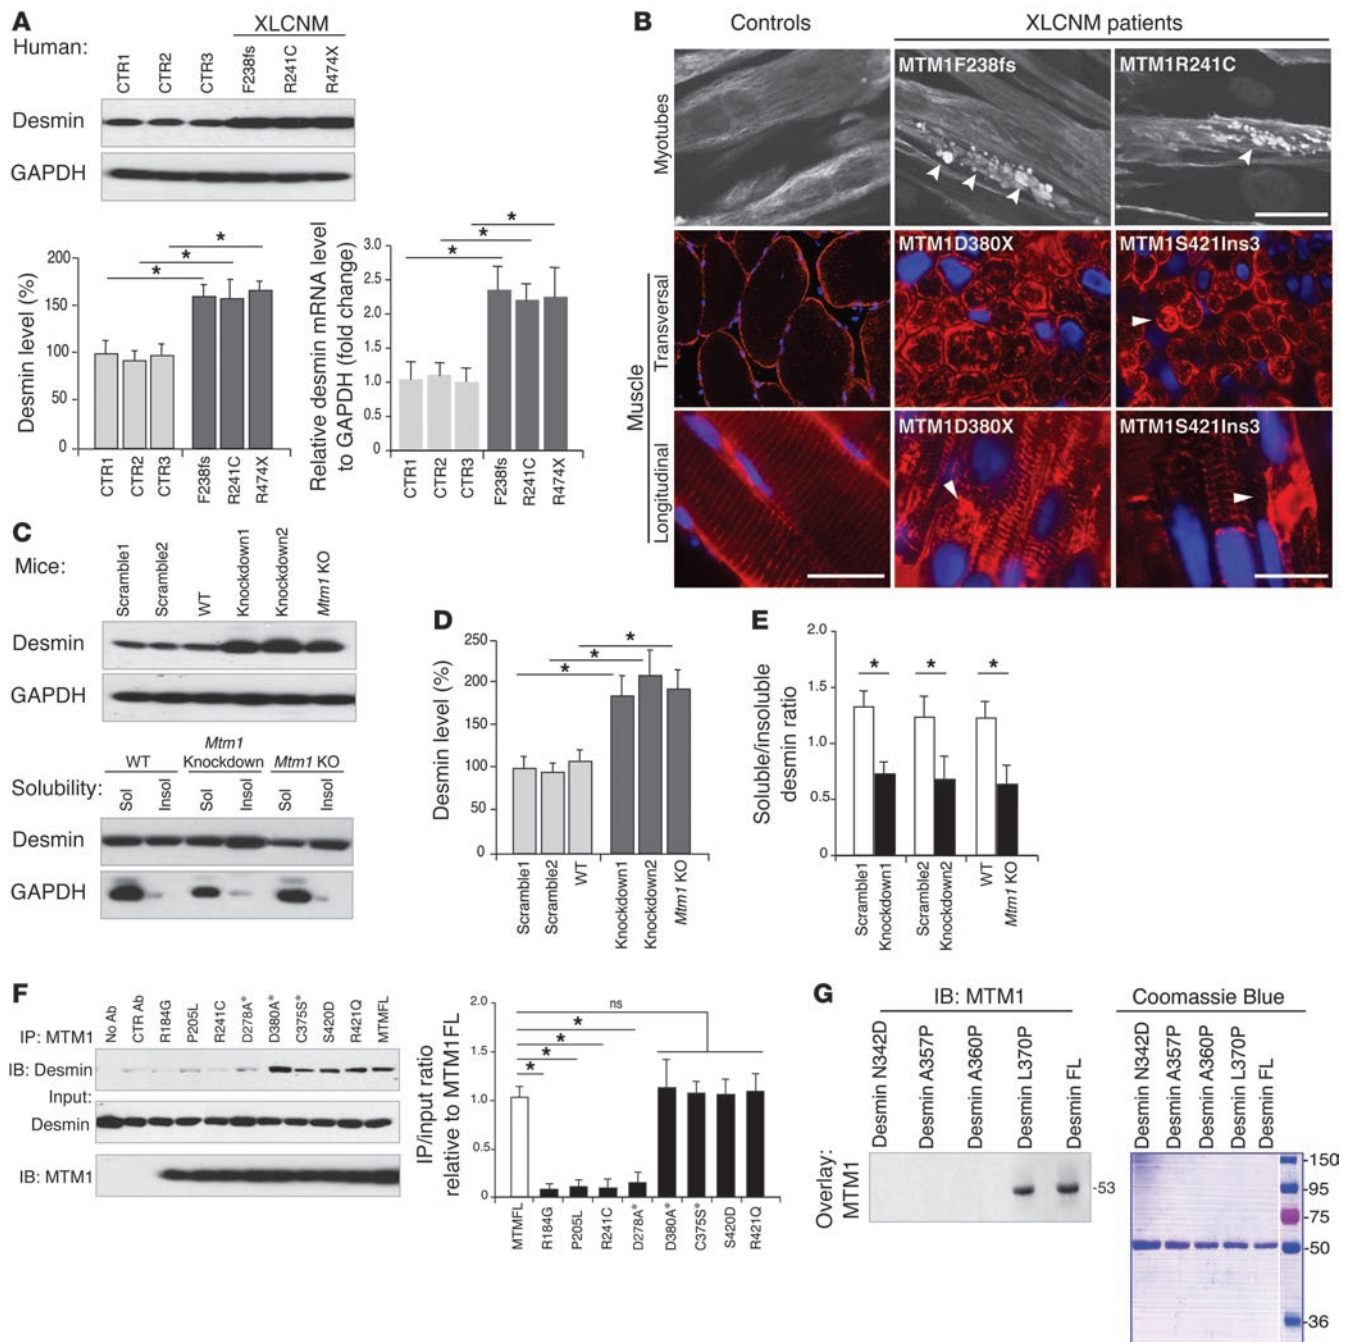 A
XLCNM
Human:
CTR1
CTR2
CTR3
F238fs
R241C
R474X
Desmin
GAPDH
Desmin level (%)
200
150
100
50
0
CTR1
CTR2
CTR3
F238fs
R241C
R474X
* * *
Relative desmin mRNA level
to GAPDH (fold change)
3.0
2.5
2.0
1.5
1.0
0.5
0
CTR1
CTR2
CTR3
F238fs
R241C
R474X
* * *
B
Controls
XLCNM patients
Myotubes
MTM1F238fs
MTM1R241C
Muscle
Transversal
MTM1D380X
MTM1S421Ins3
Longitudinal
MTM1D380X
MTM1S421Ins3
C
Mice:
Scramble1
Scramble2
WT
Knockdown1
Knockdown2
Mtm1 KO
Desmin
GAPDH
WT
Mtm1
Knockdown
Mtm1 KO
Solubility:
Sol
Insol
Sol
Insol
Sol
Insol
Desmin
GAPDH
D
Desmin level (%)
250
200
150
100
50
0
* * *
Scramble1
Scramble2
WT
Knockdown1
Knockdown2
Mtm1 KO
E
Soluble/insoluble
desmin ratio
2.0
1.5
1.0
0.5
0
* * *
Scramble1
Knockdown1
Scramble2
Knockdown2
WT
Mtm1 KO
F
IP: MTM1
No Ab
CTR Ab
R184G
P205L
R241C
D278A*
D380A*
C375S*
S420D
R421Q
MTMFL
IB: Desmin
Input:
Desmin
IB: MTM1
IP/input ratio
relative to MTM1FL
2.0
1.5
1.0
0.5
0
ns
* * * *
MTMFL
R184G
P205L
R241C
D278A*
D380A*
C375S*
S420D
R421Q
G
IB: MTM1
Desmin N342D
Desmin A357P
Desmin A360P
Desmin L370P
Desmin FL
Overlay:
MTM1
-53
Coomassie Blue
Desmin N342D
Desmin A357P
Desmin A360P
Desmin L370P
Desmin FL
-150
-95
-75
-50
-36